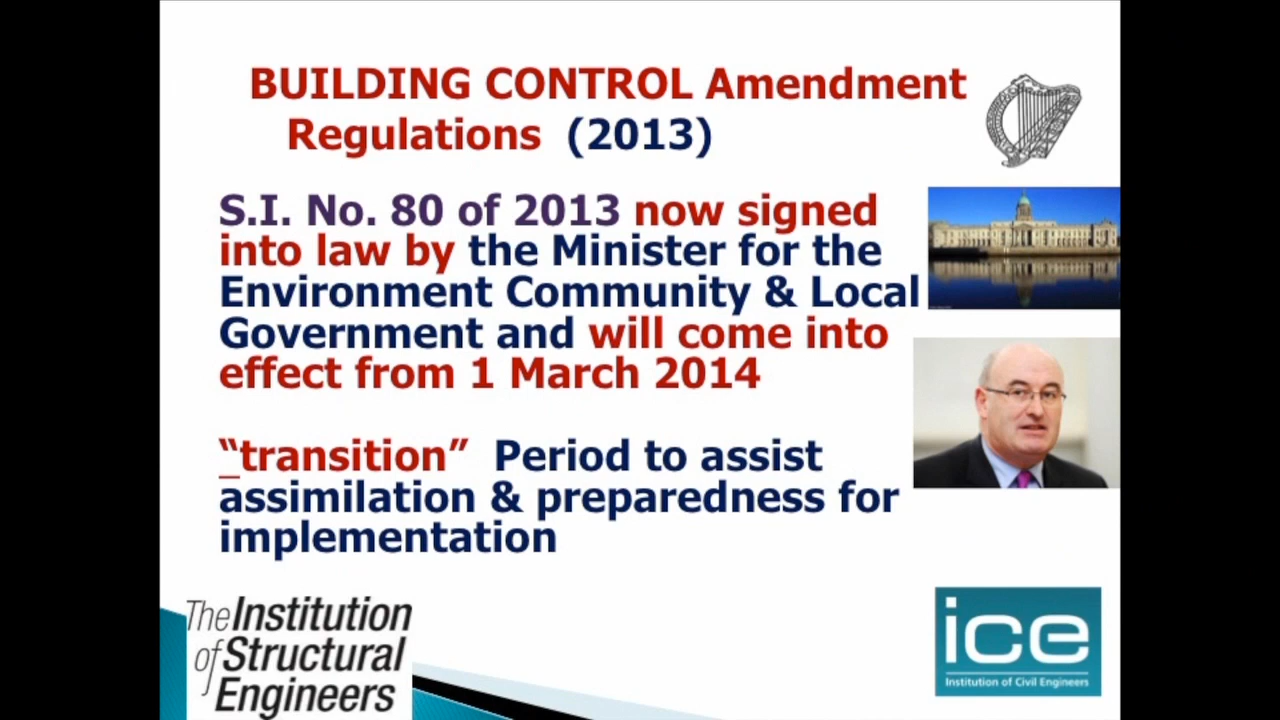 BUILDING CONTROL Amendment
Regulations (2013)
S.I. No. 80 of 2013 now signed
into law by the Minister for the
Environment Community & Local
Government and will come into
effect from 1 March 2014
“transition” Period to assist
assimilation & preparedness for
implementation
The Institution
of Structural
Engineers
ice
Institution of Civil Engineers